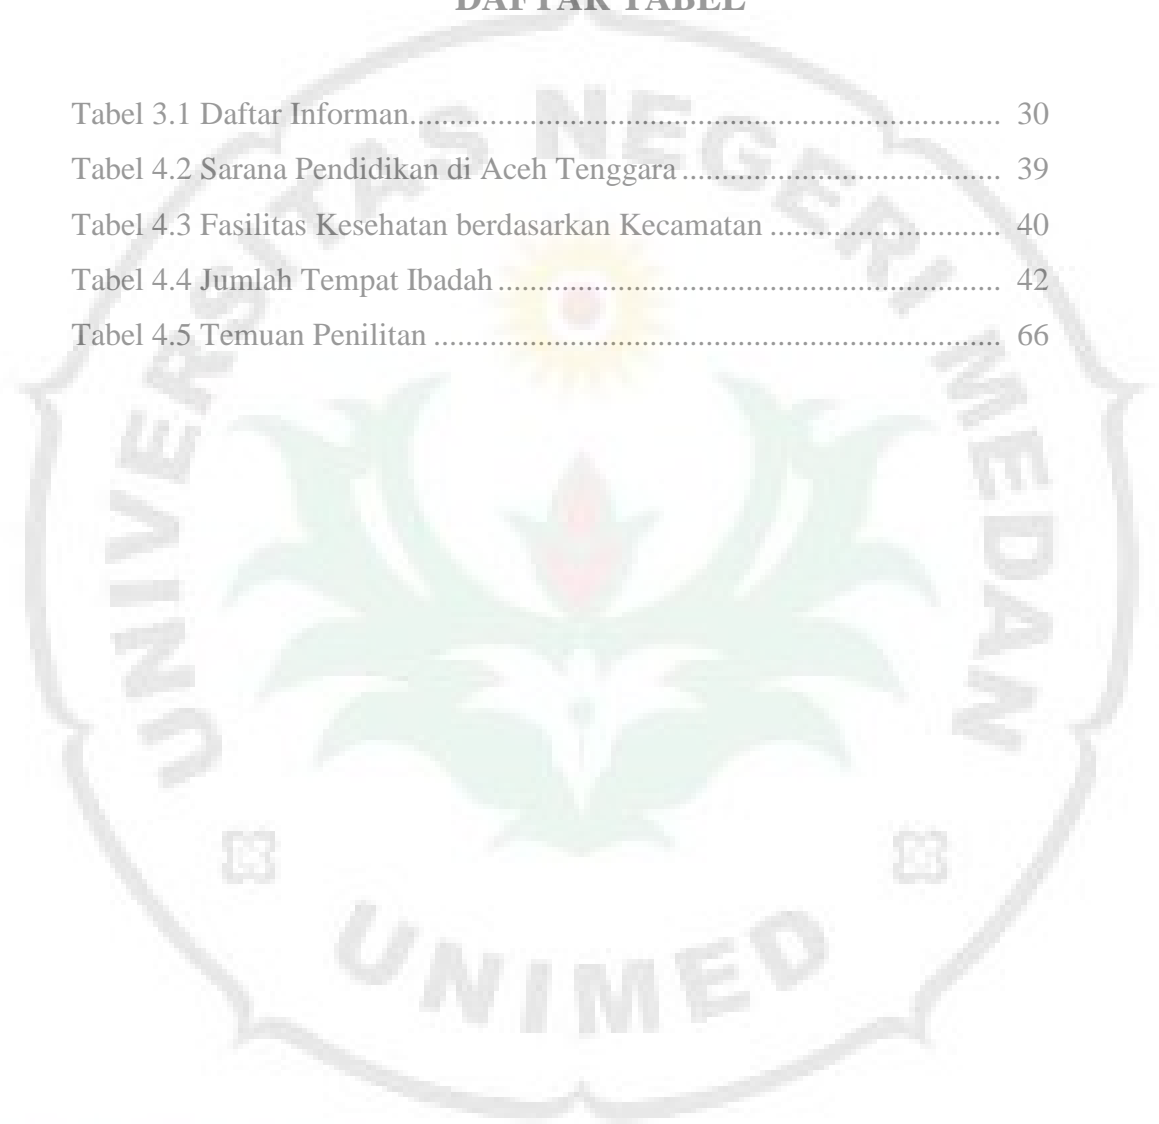 DAFTAR TABEL
Tabel 3.1 Daftar Informan.......................................................................... 30
Tabel 4.2 Sarana Pendidikan di Aceh Tenggara ........................................ 39
Tabel 4.3 Fasilitas Kesehatan berdasarkan Kecamatan ............................. 40
Tabel 4.4 Jumlah Tempat Ibadah ............................................................... 42
Tabel 4.5 Temuan Penilitan ....................................................................... 66
UNIVERSITAS NEGERI MEDAN
UNIMED